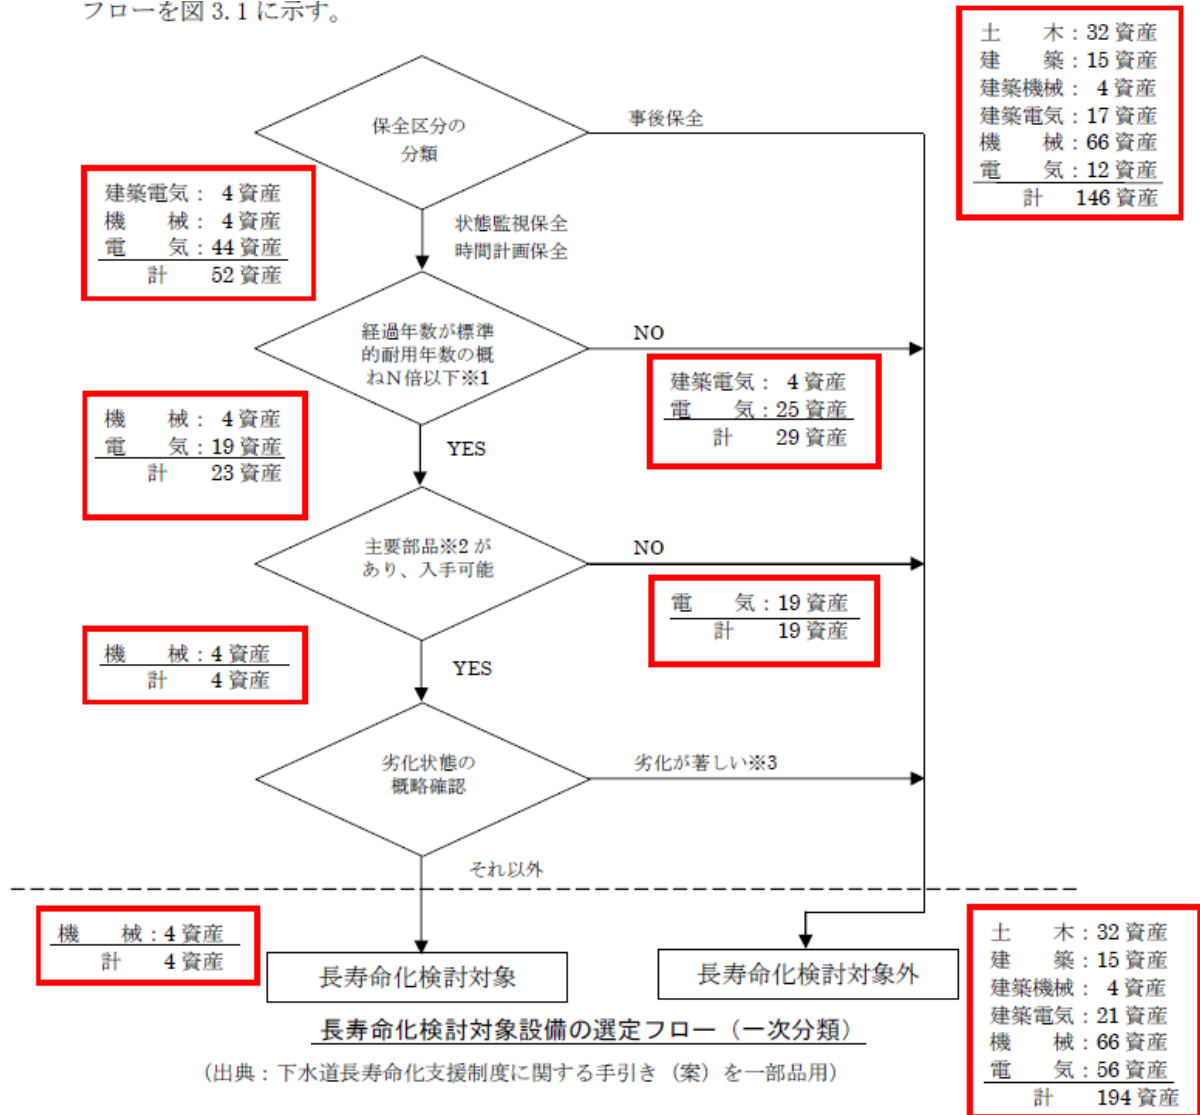 フローを図 3.1 に示す。
土　　木：32 資産
建　　築：15 資産
建築機械： 4 資産
建築電気：17 資産
機　　械：66 資産
電　　気：12 資産
計　146 資産
保全区分の
分類
事後保全
建築電気： 4 資産
機　　械： 4 資産
電　　気：44 資産
計　52 資産
状態監視保全
時間計画保全
経過年数が標準
的耐用年数の概
ねＮ倍以下※1
NO
建築電気： 4 資産
電　　気：25 資産
計　29 資産
機　　械： 4 資産
電　　気：19 資産
計　23 資産
YES
主要部品※2 が
あり、入手可能
NO
電　　気：19 資産
計　19 資産
機　　械：4 資産
計　4 資産
YES
劣化状態の
概略確認
劣化が著しい※3
それ以外
機　　械：4 資産
計　4 資産
長寿命化検討対象
長寿命化検討対象外
土　　木：32 資産
建　　築：15 資産
建築機械： 4 資産
建築電気：21 資産
機　　械：66 資産
電　　気：56 資産
計　194 資産
長寿命化検討対象設備の選定フロー（一次分類）
（出典：下水道長寿命化支援制度に関する手引き（案）を一部品用）